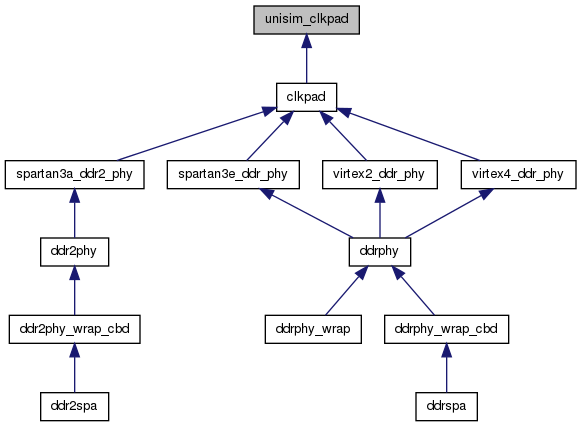 unisim_clkpad
clkpad
spartan3a_ddr2_phy
spartan3e_ddr_phy
virtex2_ddr_phy
virtex4_ddr_phy
ddr2phy
ddrphy
ddr2phy_wrap_cbd
ddrphy_wrap
ddrphy_wrap_cbd
ddr2spa
ddrspa